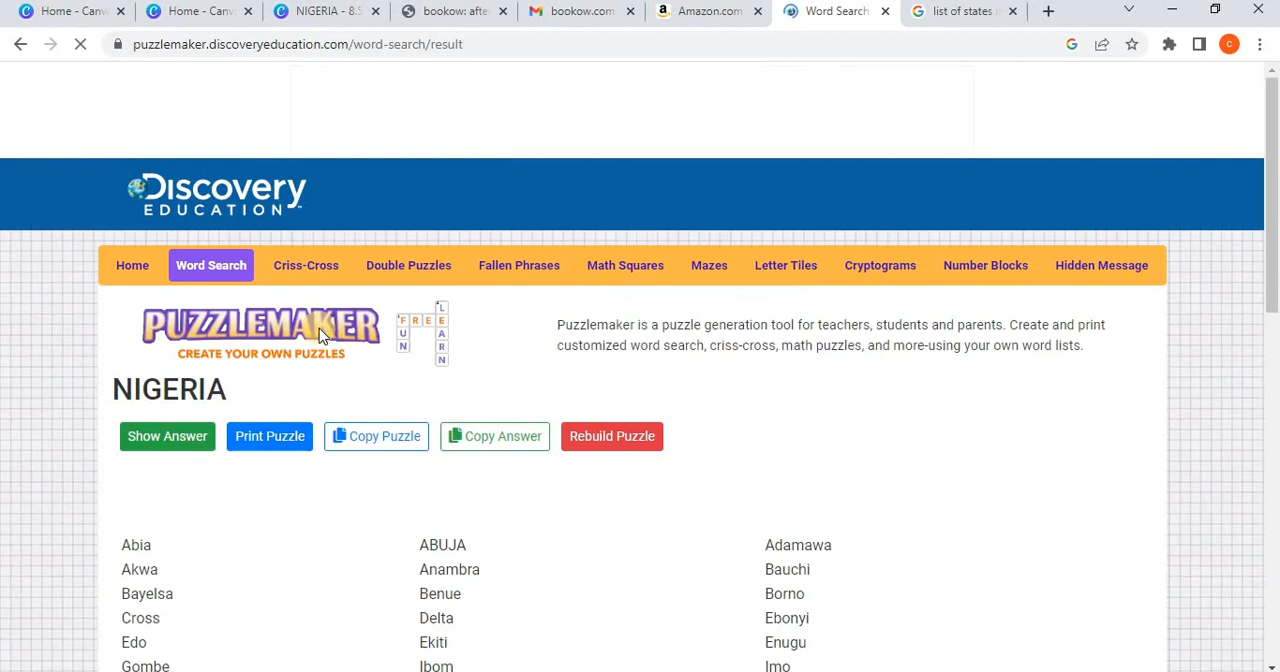 Home - Canv
Home - Canv
NIGERIA - 8.5
bookow: afte
bookow.com
Amazon.com
Word Search
list of states i
puzzlemaker.discoveryeducation.com/word-search/result
C
Discovery
EDUCATION
Home Word Search Criss-Cross Double Puzzles Fallen Phrases Math Squares Mazes Letter Tiles Cryptograms Number Blocks Hidden Message
PUZZLEMAKER
CREATE YOUR OWN PUZZLES
FREE
FUN
LEARN
Puzzlemaker is a puzzle generation tool for teachers, students and parents. Create and print
customized word search, criss-cross, math puzzles, and more-using your own word lists.
NIGERIA
Show Answer Print Puzzle Copy Puzzle Copy Answer Rebuild Puzzle
Abia ABUJA Adamawa
Akwa Anambra Bauchi
Bayelsa Benue Borno
Cross Delta Ebonyi
Edo Ekiti Enugu
Gombe Ibom Imo